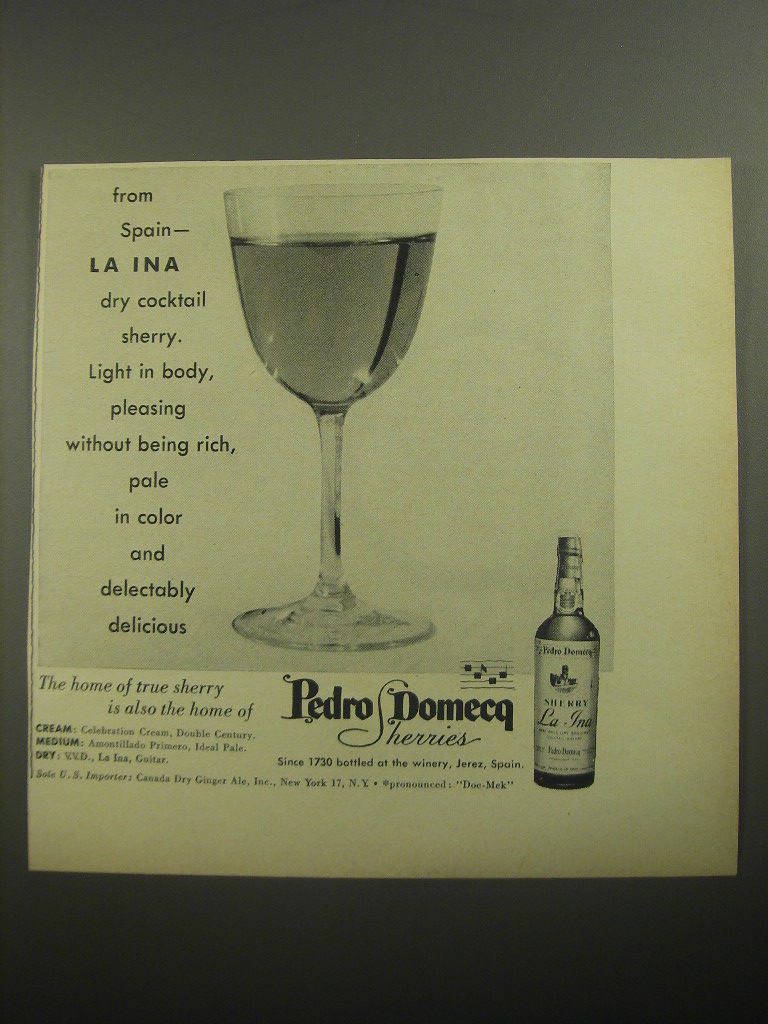 from
Spain—
LA INA
dry cocktail
sherry.
Light in body,
pleasing
without being rich,
pale
in color
and
delectably
delicious
The home of true sherry
is also the home of
Pedro Domecq
Sherries
CREAM: Celebration Cream, Double Century.
MEDIUM: Amontillado Primero, Ideal Pale.
DRY: V.V.D., La Ina, Guitar.
Since 1730 bottled at the winery, Jerez, Spain.
Sole U. S. Importer: Canada Dry Ginger Ale, Inc., New York 17, N.Y. • *pronounced: "Doe-Mek"
Pedro Domecq
SHERRY
La Ina
Pedro Domecq